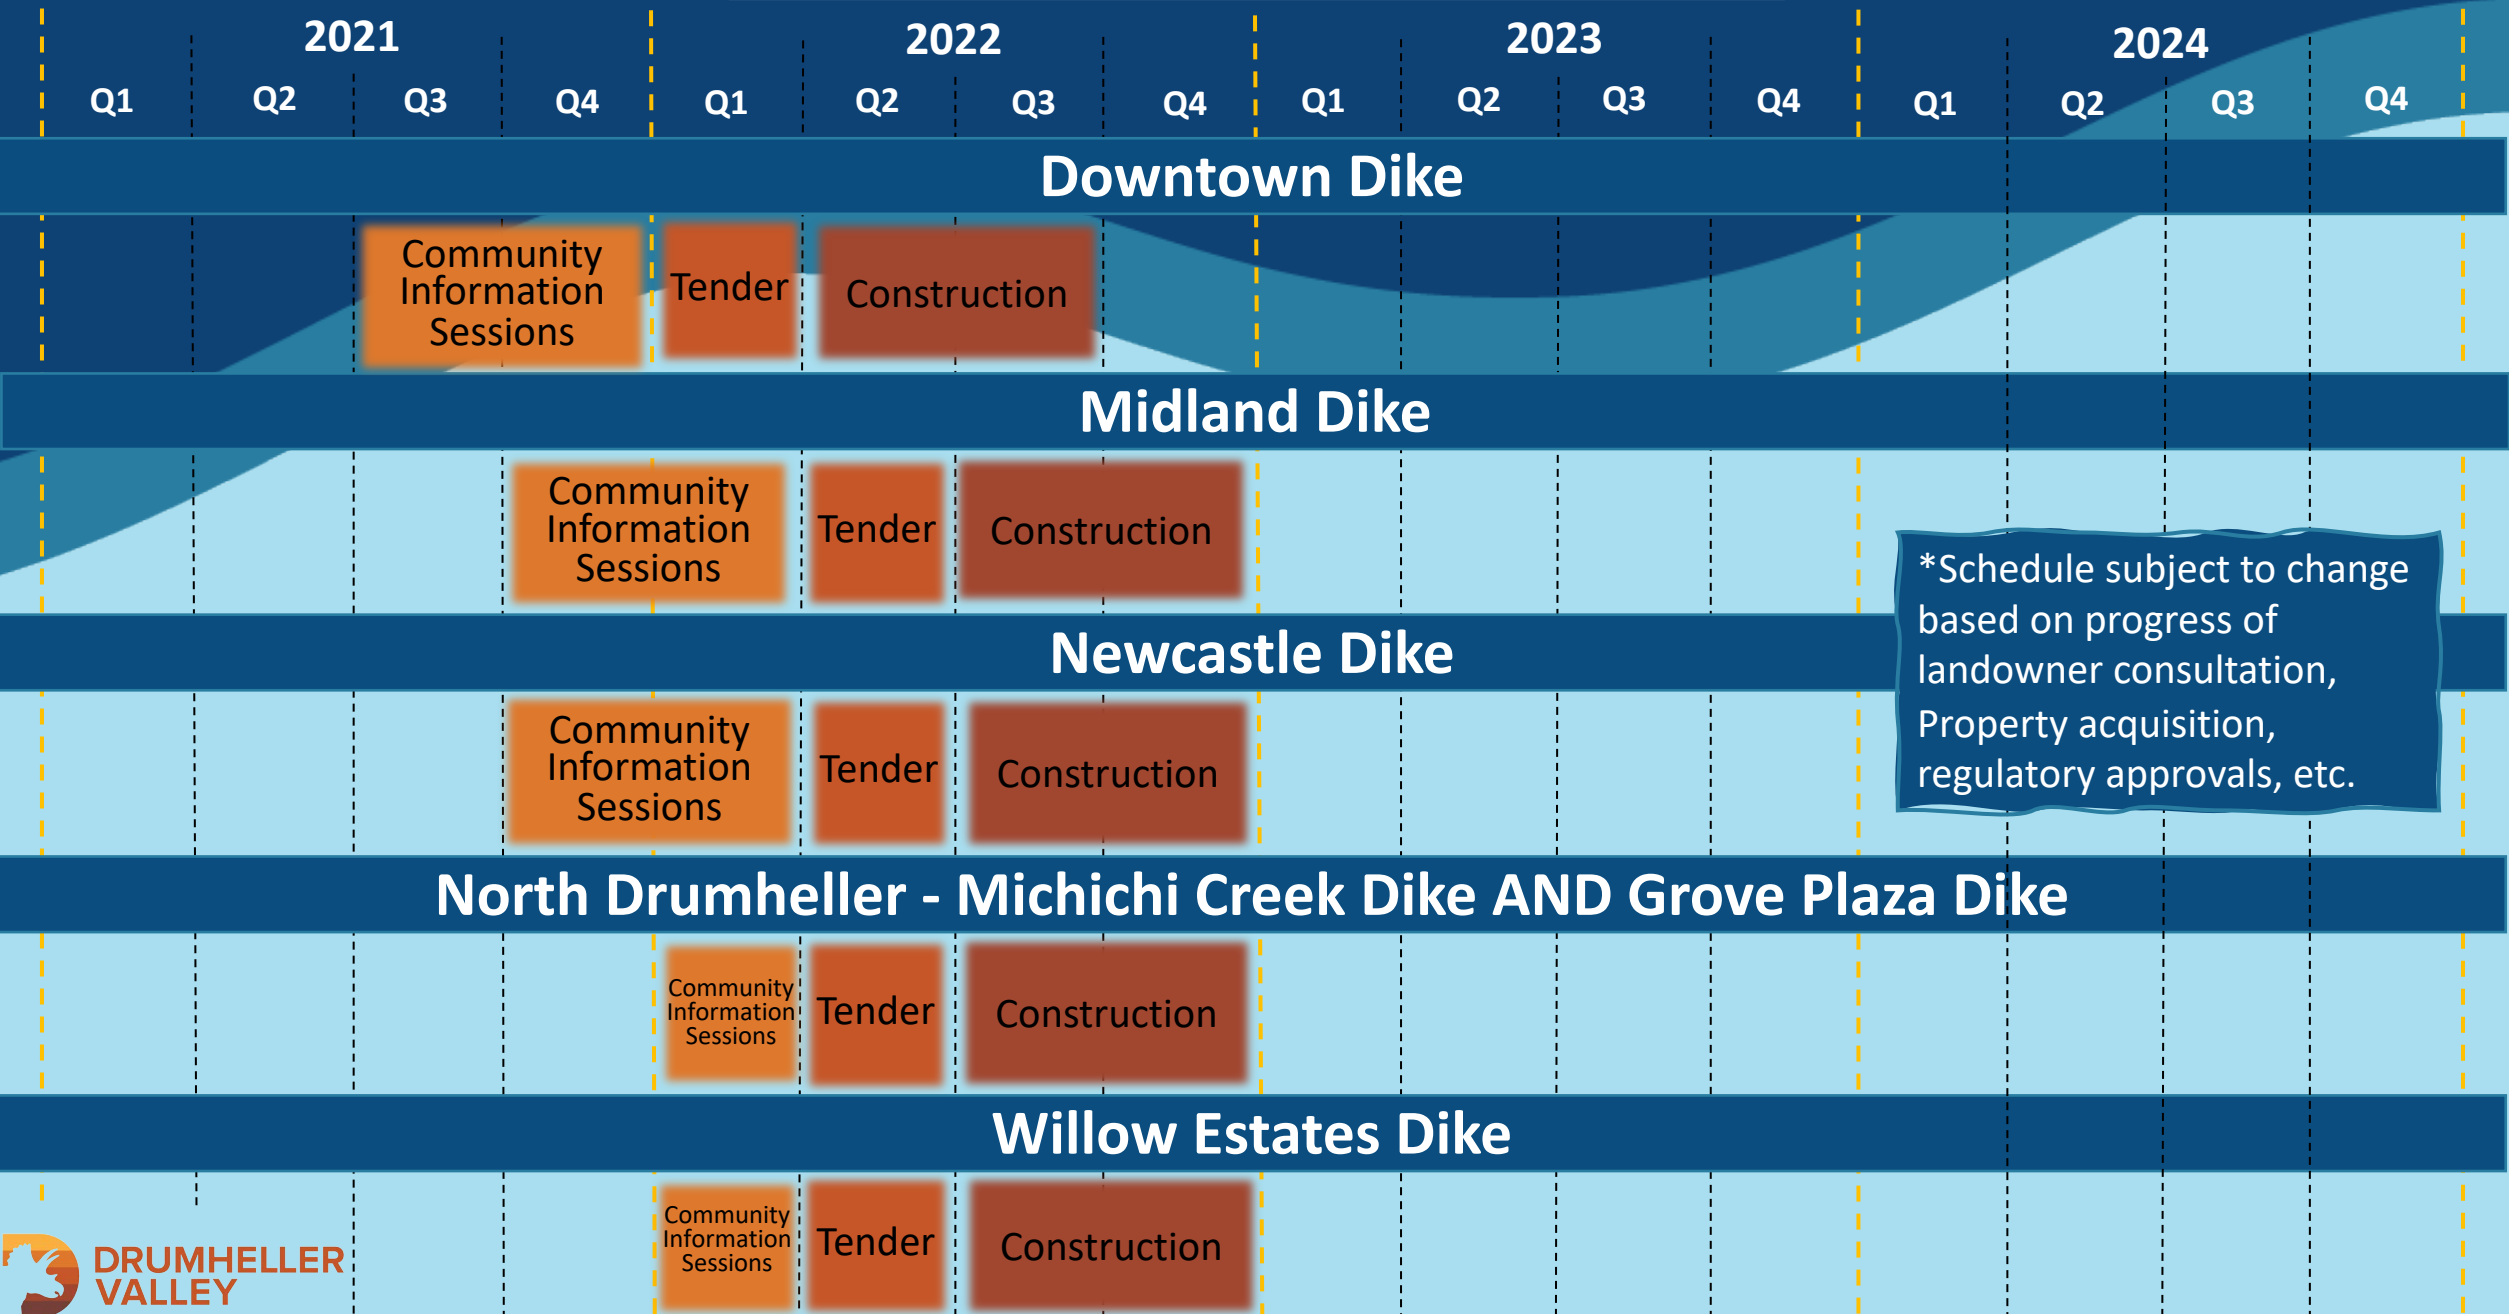 2021
2022
2023
2024
Q1 Q2 Q3 Q4 Q1 Q2 Q3 Q4 Q1 Q2 Q3 Q4 Q1 Q2 Q3 Q4
Downtown Dike
Community
Information
Sessions
Tender
Construction
Midland Dike
Community
Information
Sessions
Tender
Construction
*Schedule subject to change
based on progress of
landowner consultation,
Property acquisition,
regulatory approvals, etc.
Newcastle Dike
Community
Information
Sessions
Tender
Construction
North Drumheller - Michichi Creek Dike AND Grove Plaza Dike
Community
Information
Sessions
Tender
Construction
Willow Estates Dike
Community
Information
Sessions
Tender
Construction
DRUMHELLER
VALLEY